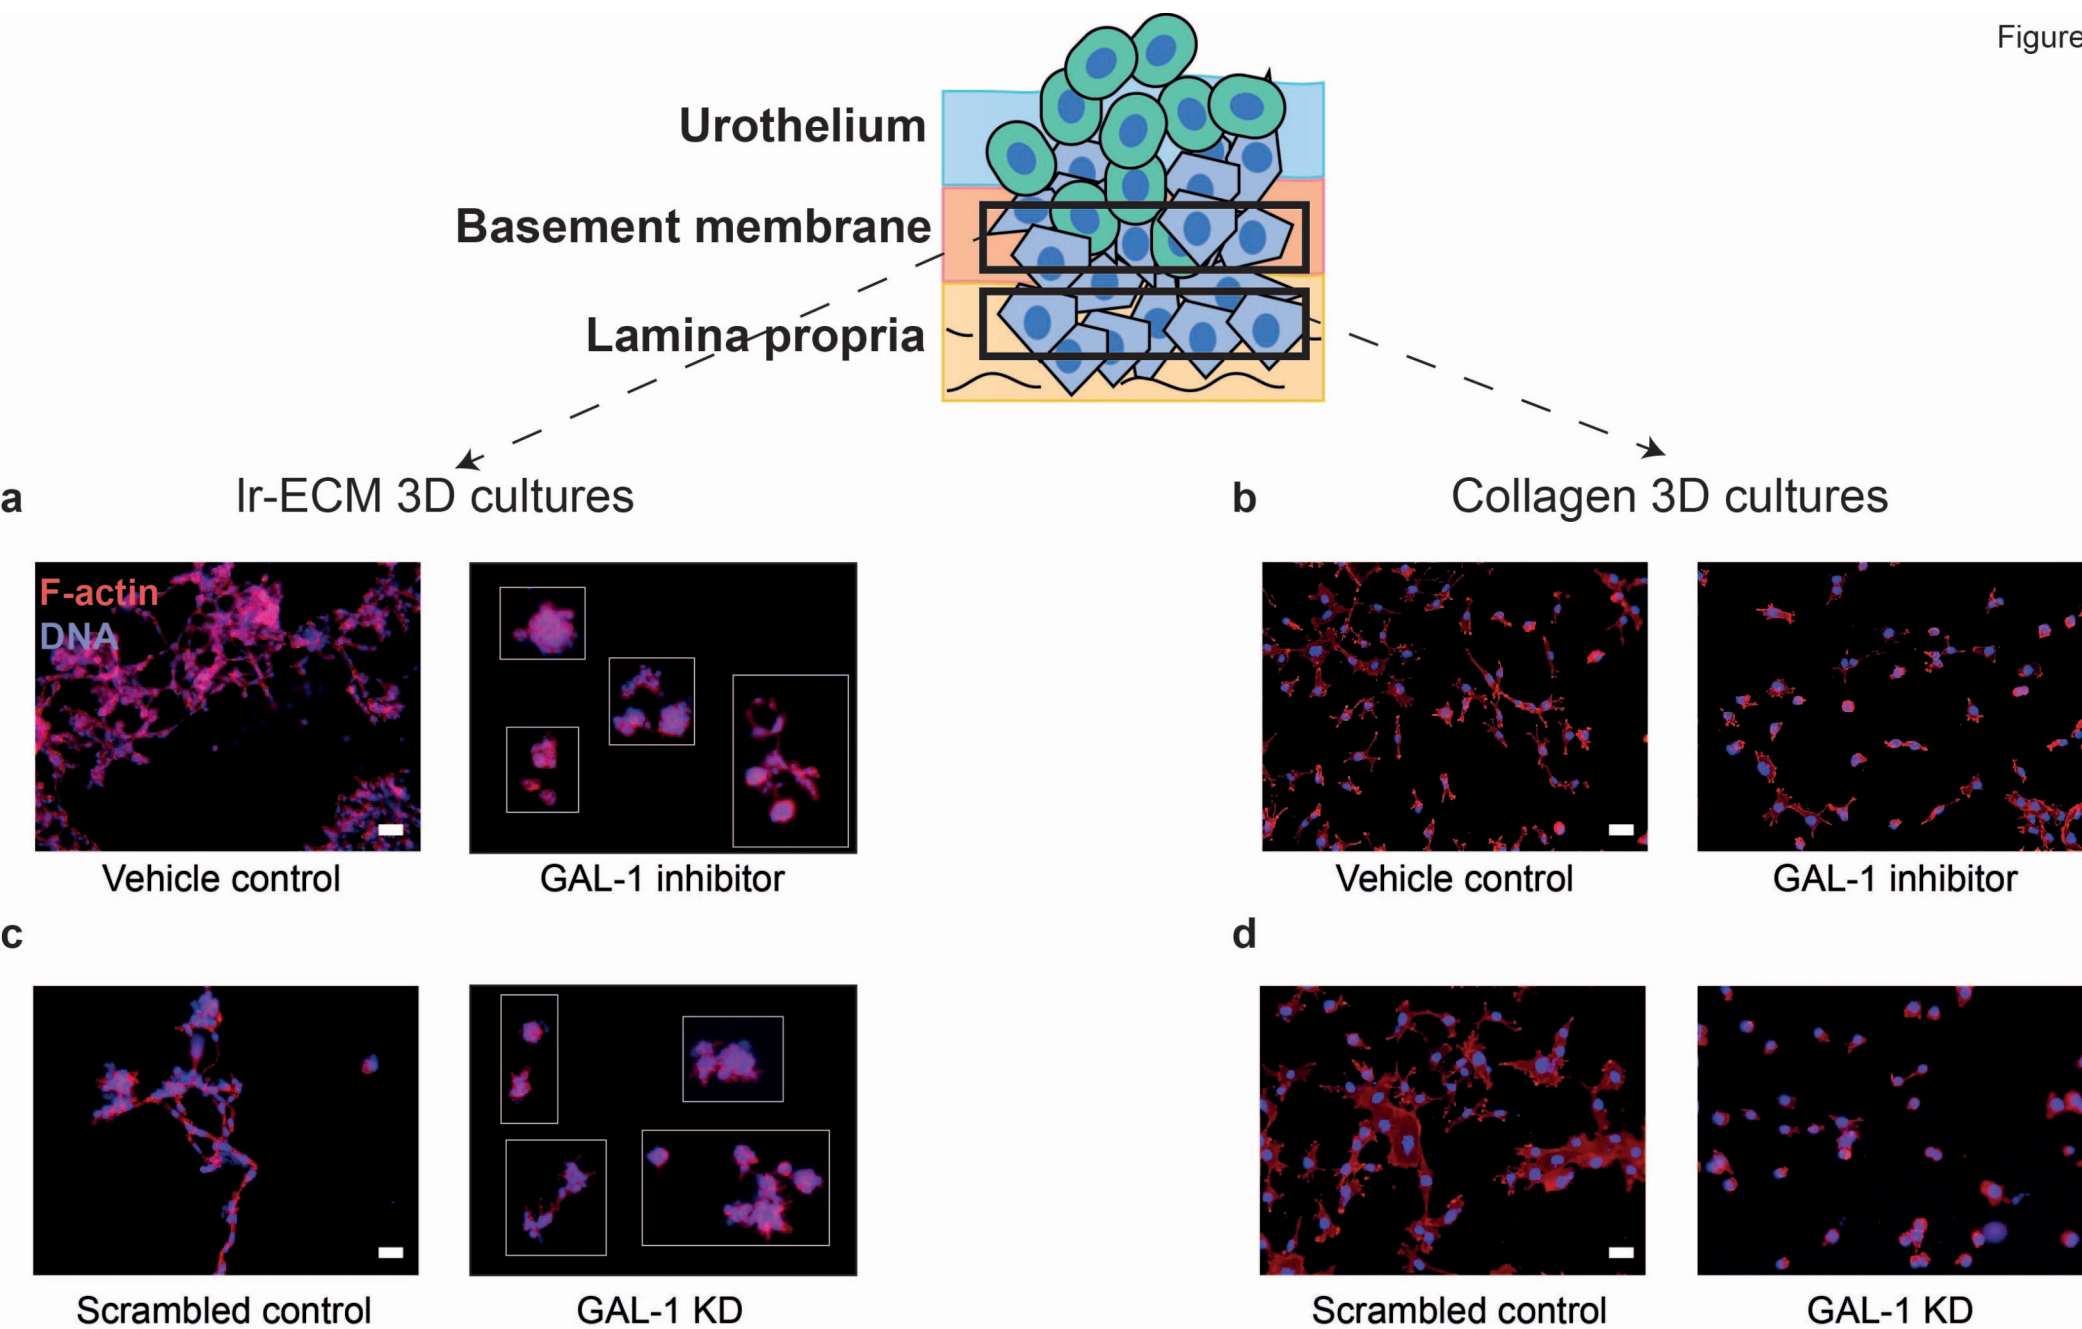 Figure
Urothelium
Basement membrane
Lamina propria
a
lr-ECM 3D cultures
b
Collagen 3D cultures
F-actin
DNA
Vehicle control
GAL-1 inhibitor
Vehicle control
GAL-1 inhibitor
c
d
Scrambled control
GAL-1 KD
Scrambled control
GAL-1 KD